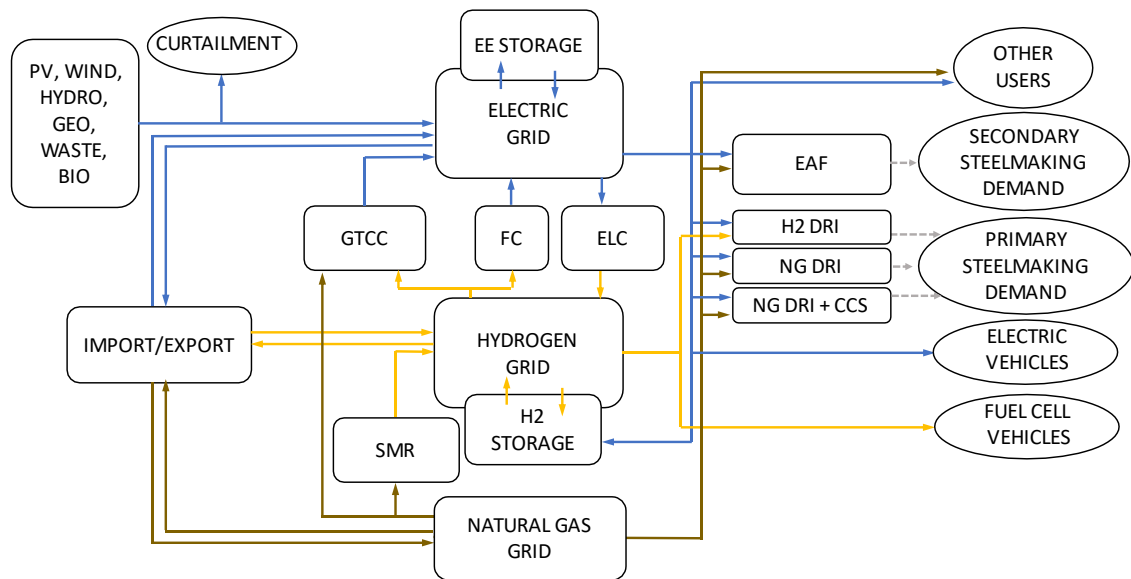 PV, WIND,
HYDRO,
GEO,
WASTE,
BIO
CURTAILMENT
EE STORAGE
ELECTRIC
GRID
OTHER
USERS
EAF
SECONDARY
STEELMAKING
DEMAND
GTCC
FC
ELC
H2 DRI
NG DRI
NG DRI + CCS
PRIMARY
STEELMAKING
DEMAND
IMPORT/EXPORT
HYDROGEN
GRID
ELECTRIC
VEHICLES
H2
STORAGE
SMR
FUEL CELL
VEHICLES
NATURAL GAS
GRID